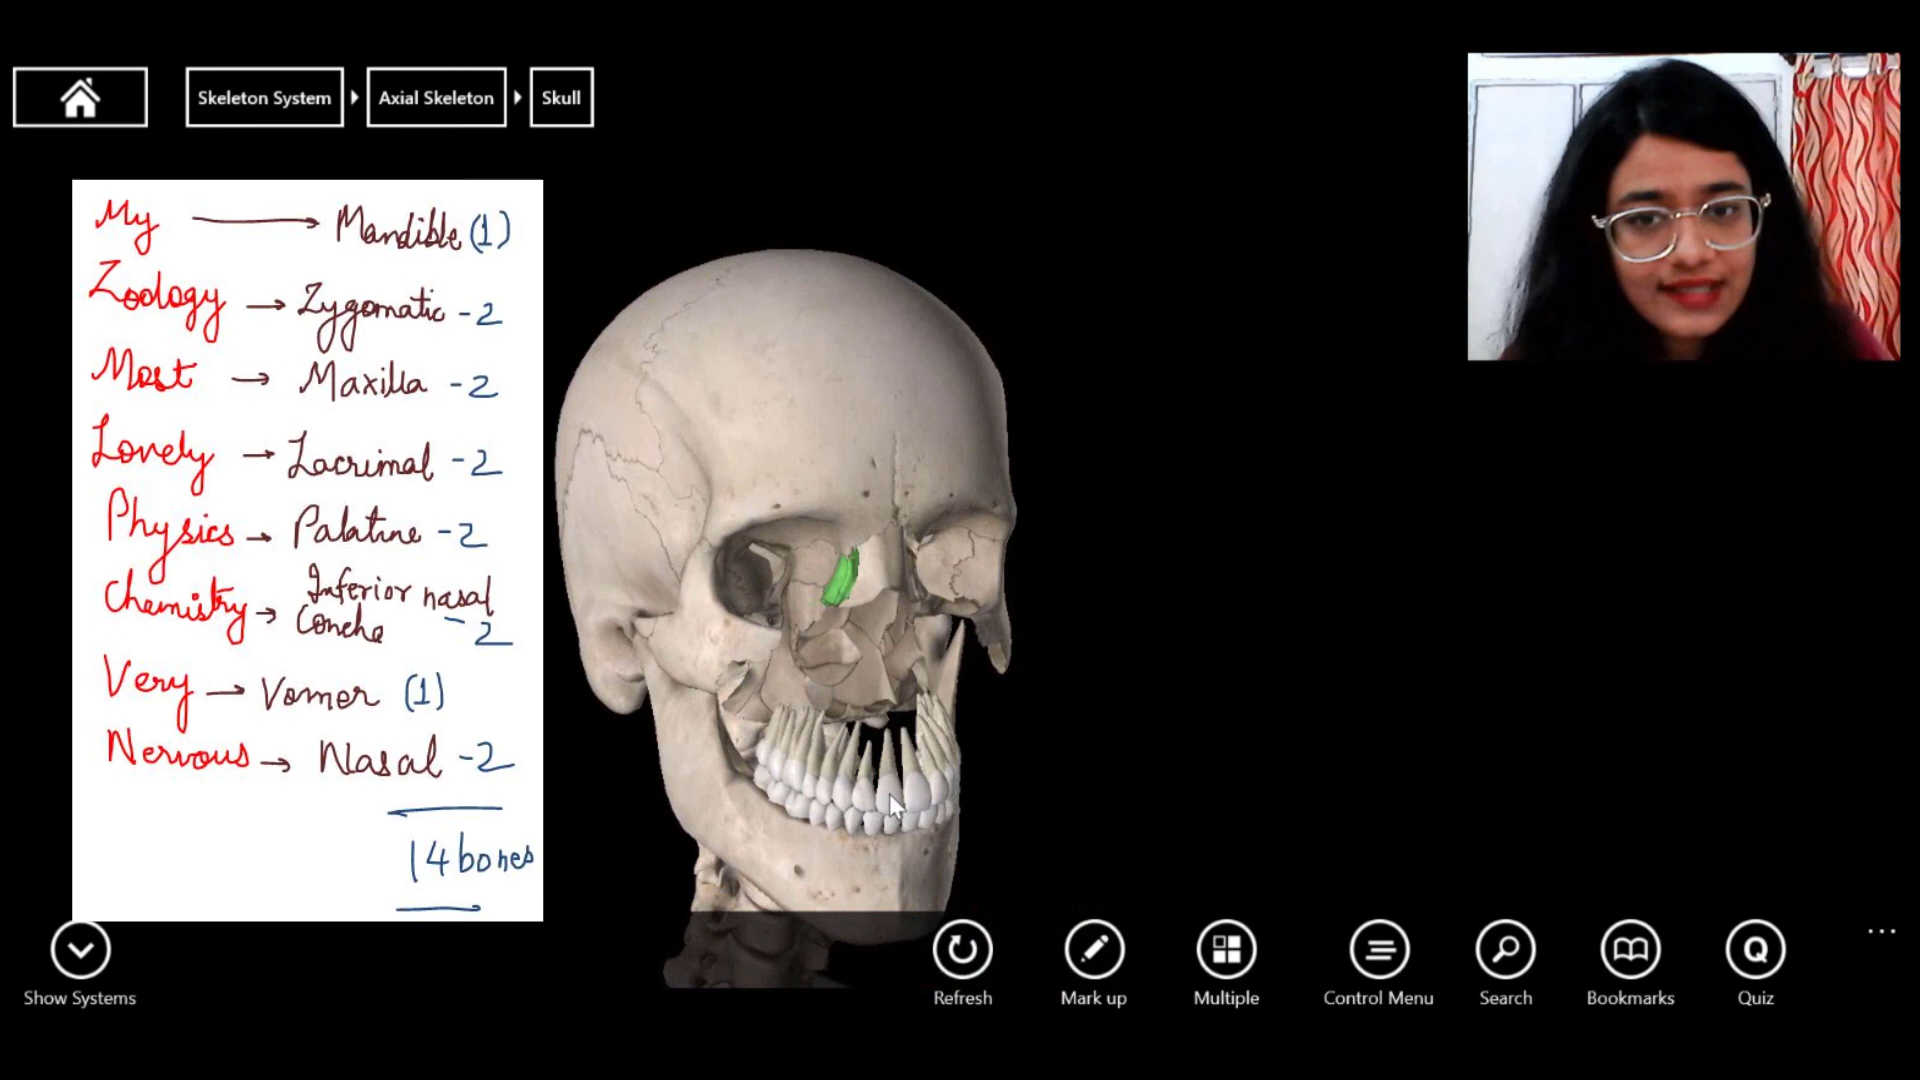 Skeleton System Axial Skeleton Skull
My → Mandible (1)
Zoology → Zygomatic - 2
Most → Maxilla - 2
Lovely → Lacrimal - 2
Physics → Palatine - 2
Chemistry → Inferior nasal
Concha - 2
Very → Vomer (1)
Nervous → Nasal - 2
14 bones
Show Systems Refresh Mark up Multiple Control Menu Search Bookmarks Q Quiz